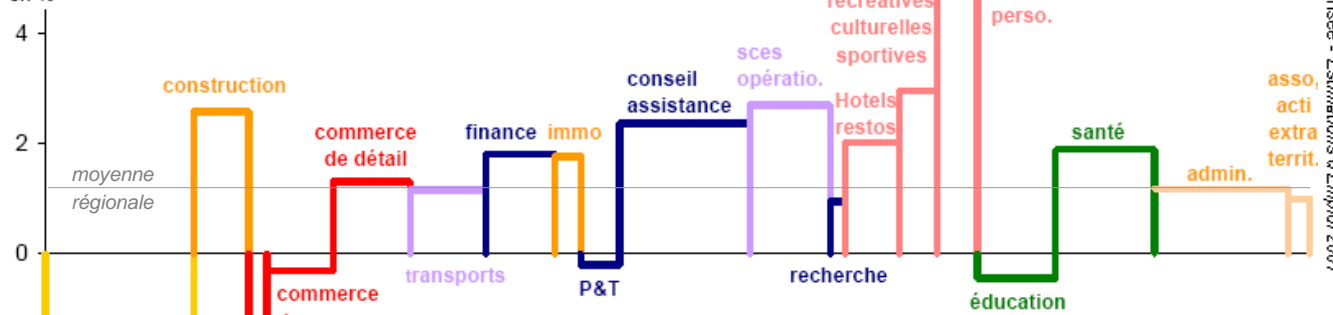 4
récréatives
culturelles
sportives
perso.
sces
opératio.
construction
conseil
assistance
asso,
acti
extra
territ.
Hotels
restos
commerce
de détail
finance
immo
2
santé
moyenne
régionale
admin.
0
transports
P&T
recherche
commerce
éducation